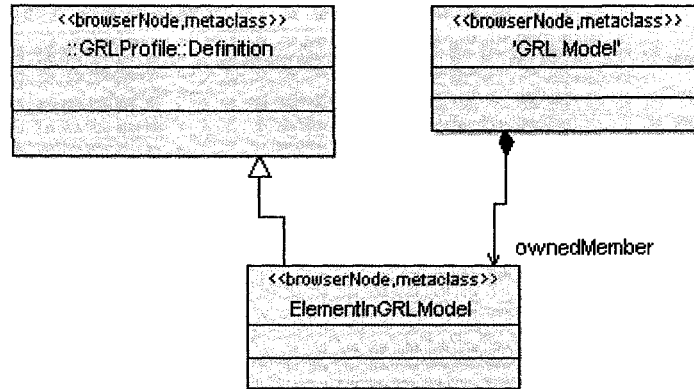 <<browserNode,metaclass>>
::GRLProfile::Definition
<<browserNode,metaclass>>
'GRL Model'
ownedMember
<<browserNode,metaclass>>
ElementInGRLModel